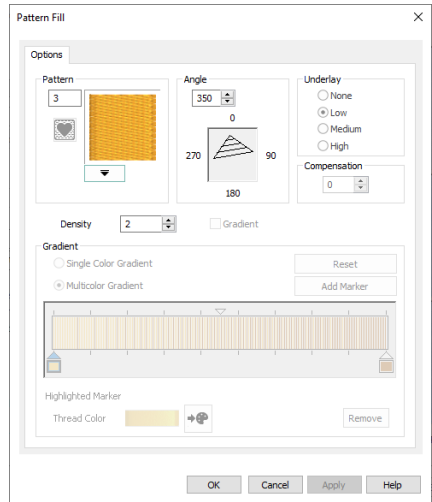 Pattern Fill
Options
Pattern
3
Angle
350
0
270
90
180
Underlay
None
Low
Medium
High
Compensation
0
Density
2
Gradient
Gradient
Single Color Gradient
Reset
Multicolor Gradient
Add Marker
Highlighted Marker
Thread Color
Remove
OK
Cancel
Apply
Help